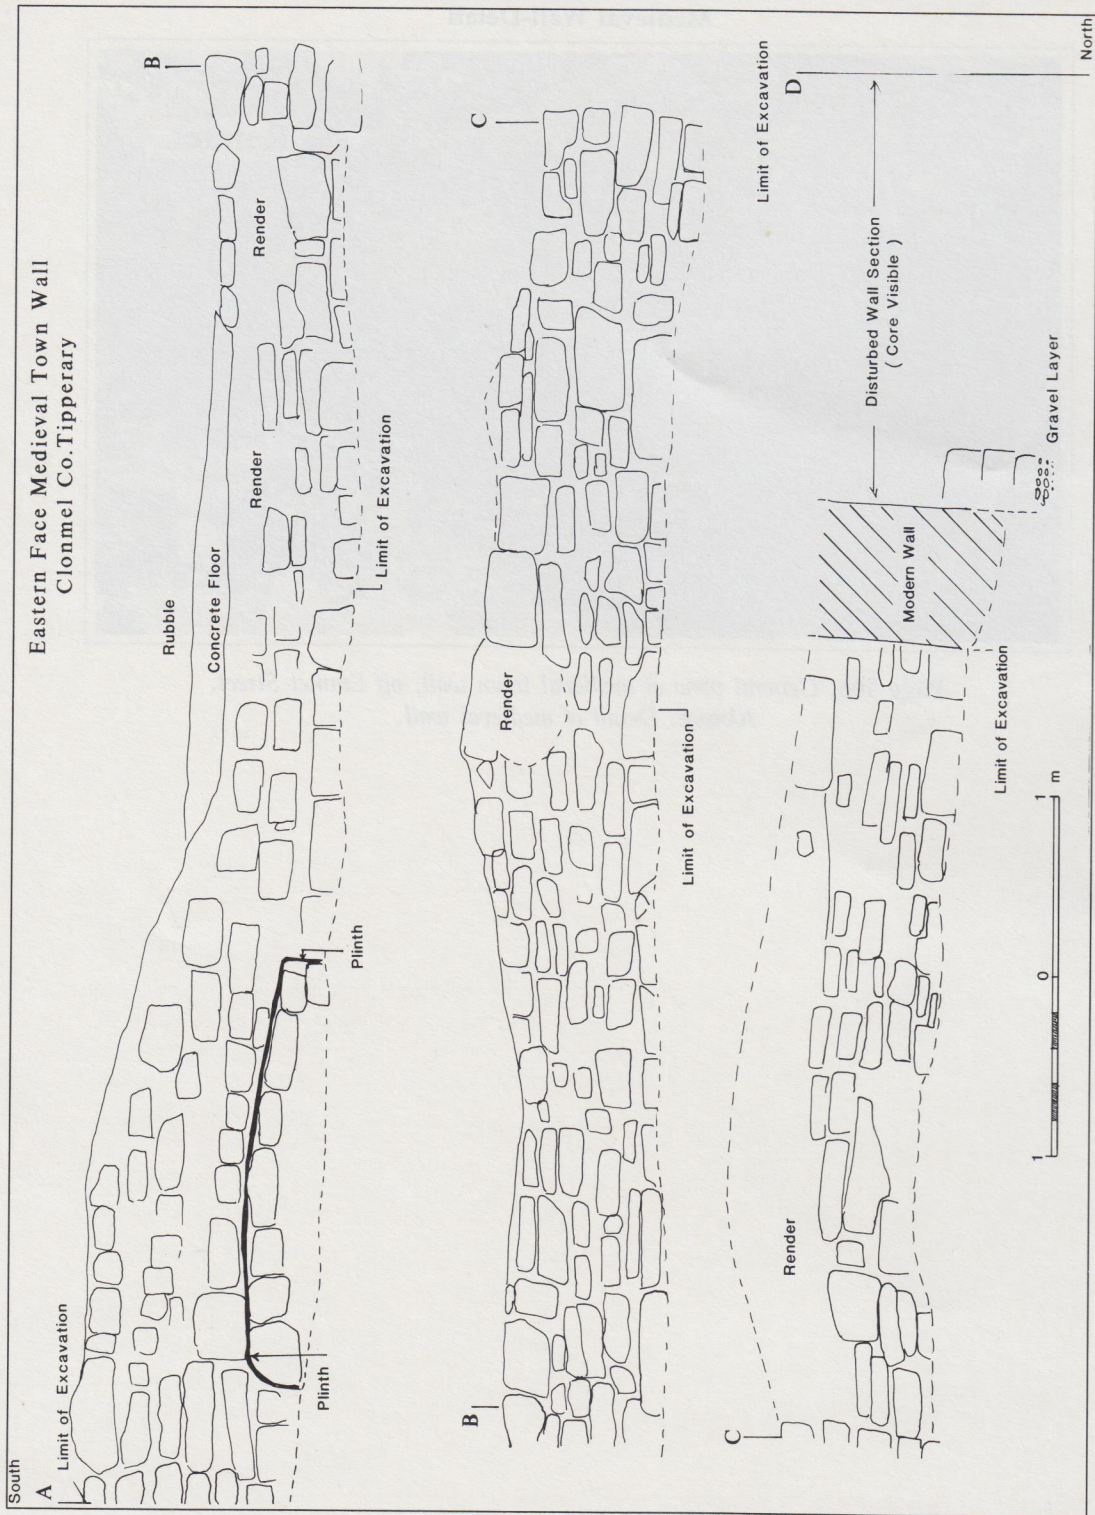 Eastern Face Medieval Town Wall
Clonmel Co.Tipperary
South
A
Limit of Excavation
Rubble
Concrete Floor
Render
Render
B
Plinth
Plinth
Limit of Excavation
B
Render
C
Limit of Excavation
C
Render
Modern Wall
Disturbed Wall Section
( Core Visible )
Limit of Excavation
D
North
Limit of Excavation
Gravel Layer
1 0 1 m